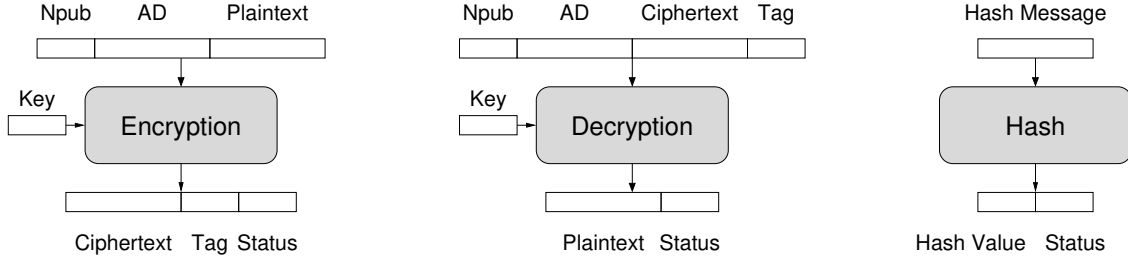 Npub AD Plaintext
Key
Encryption
Ciphertext Tag Status
Npub AD Ciphertext Tag
Key
Decryption
Plaintext Status
Hash Message
Hash
Hash Value Status